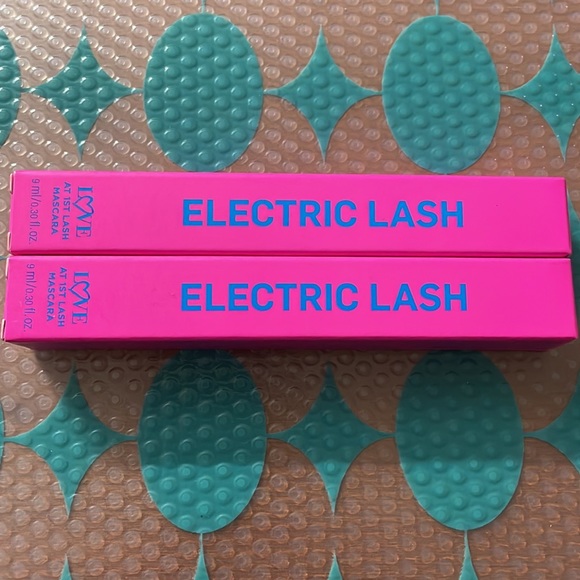 LOVE
AT 1ST LASH
MASCARA
9 ml/0.30 fl.oz.
ELECTRIC LASH
LOVE
AT 1ST LASH
MASCARA
9 ml/0.30 fl.oz.
ELECTRIC LASH